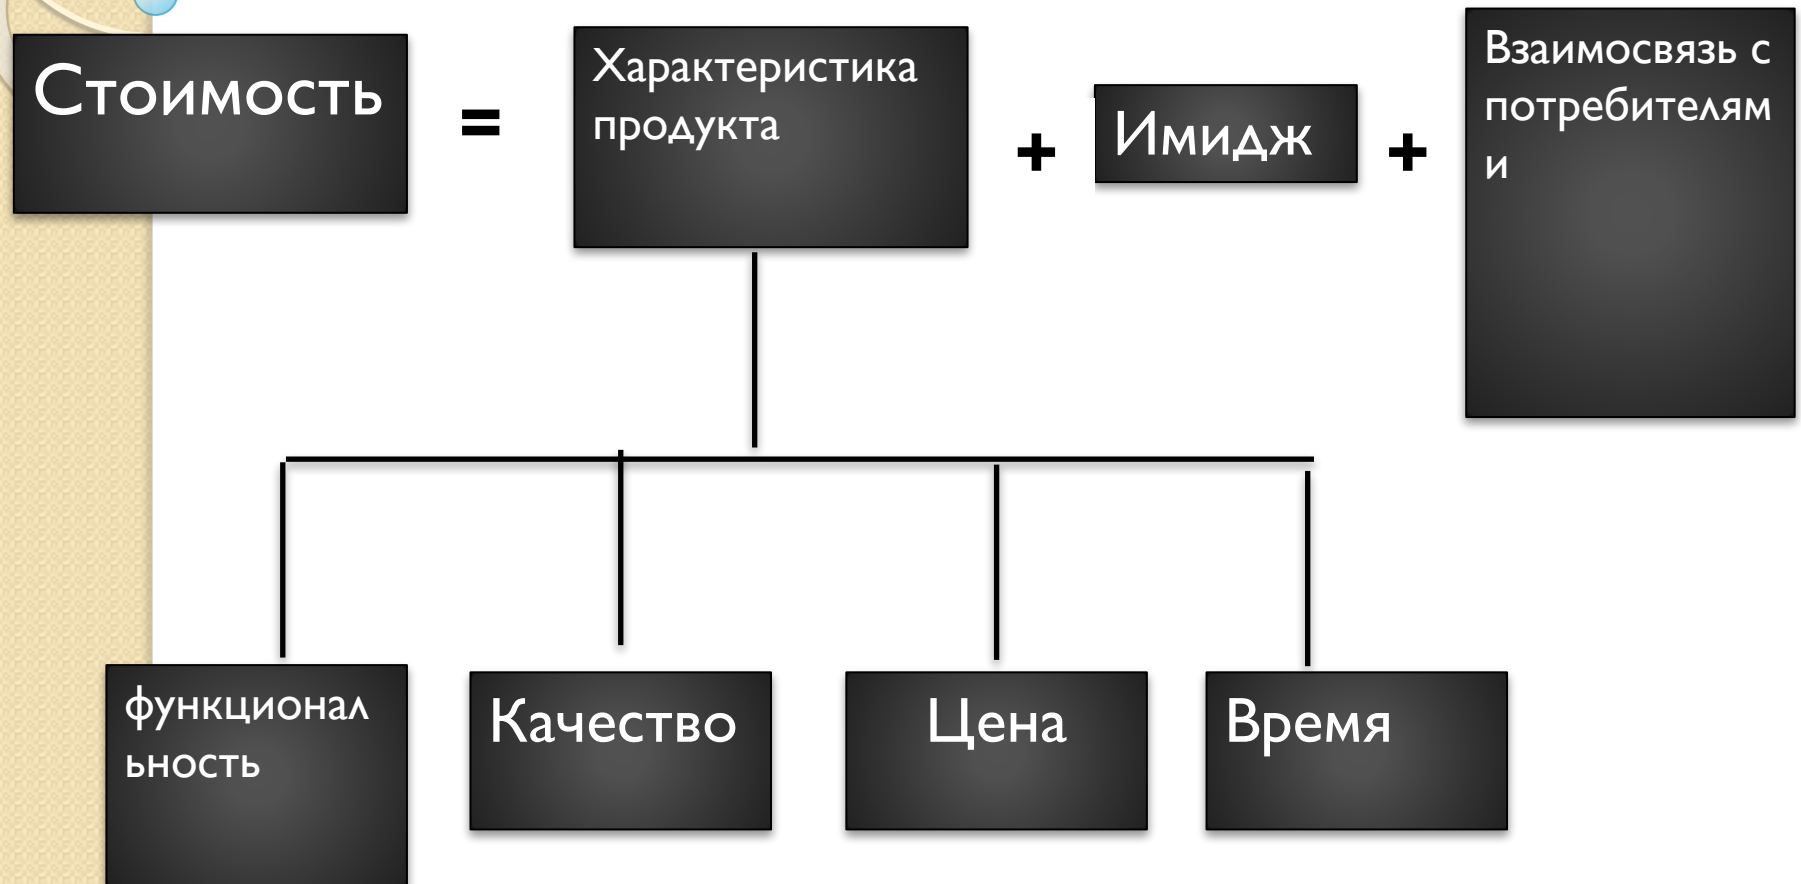 Стоимость
=
Характеристика
продукта
+
Имидж
+
Взаимосвязь с
потребителям
и
функционал
ьность
Качество
Цена
Время